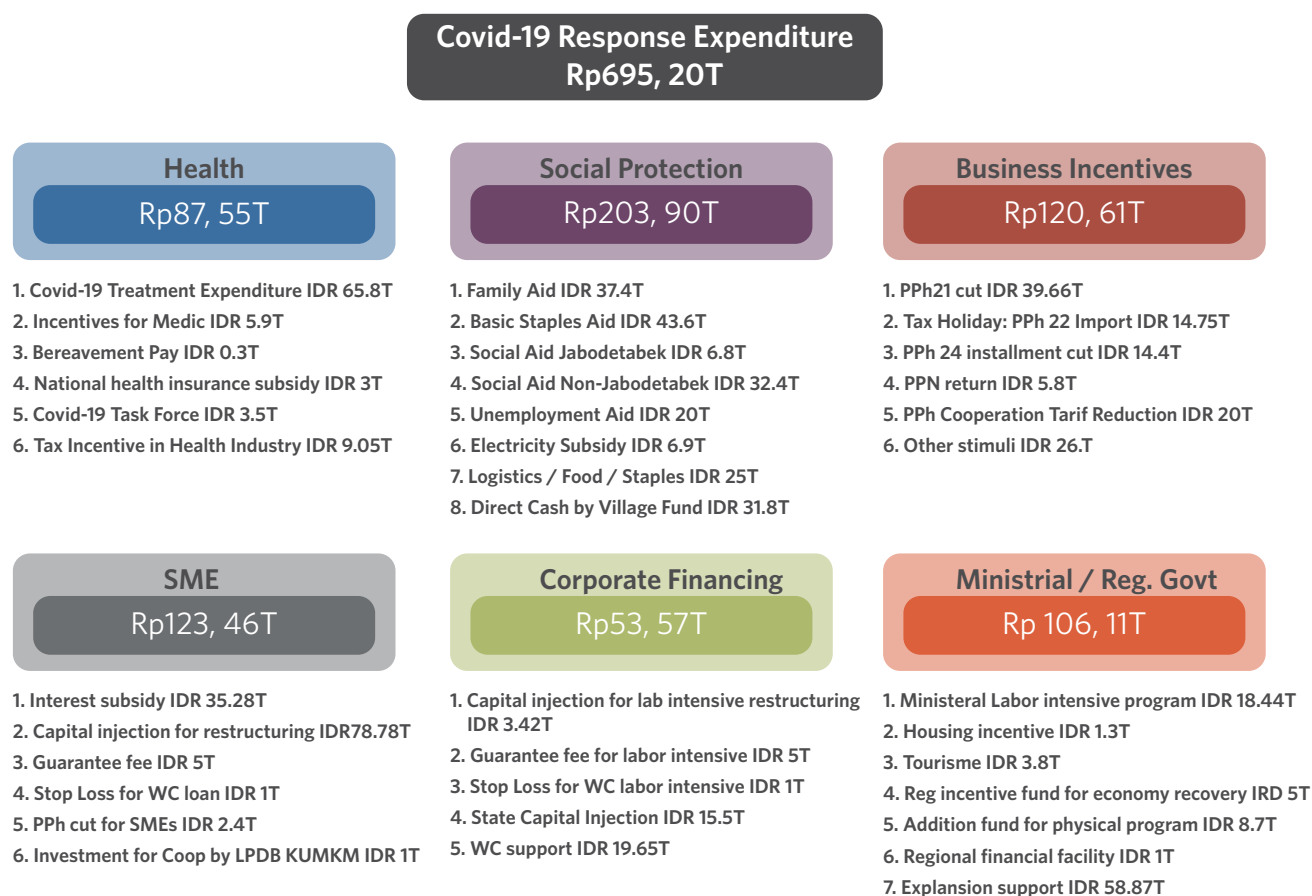 Covid-19 Response Expenditure
Rp695, 20T
Health
Rp87, 55T
1. Covid-19 Treatment Expenditure IDR 65.8T
2. Incentives for Medic IDR 5.9T
3. Bereavement Pay IDR 0.3T
4. National health insurance subsidy IDR 3T
5. Covid-19 Task Force IDR 3.5T
6. Tax Incentive in Health Industry IDR 9.05T
Social Protection
Rp203, 90T
1. Family Aid IDR 37.4T
2. Basic Staples Aid IDR 43.6T
3. Social Aid Jabodetabek IDR 6.8T
4. Social Aid Non-Jabodetabek IDR 32.4T
5. Unemployment Aid IDR 20T
6. Electricity Subsidy IDR 6.9T
7. Logistics / Food / Staples IDR 25T
8. Direct Cash by Village Fund IDR 31.8T
Business Incentives
Rp120, 61T
1. PPh21 cut IDR 39.66T
2. Tax Holiday: PPh 22 Import IDR 14.75T
3. PPh 24 installment cut IDR 14.4T
4. PPN return IDR 5.8T
5. PPh Cooperation Tarif Reduction IDR 20T
6. Other stimuli IDR 26.T
SME
Rp123, 46T
1. Interest subsidy IDR 35.28T
2. Capital injection for restructuring IDR78.78T
3. Guarantee fee IDR 5T
4. Stop Loss for WC loan IDR 1T
5. PPh cut for SMEs IDR 2.4T
6. Investment for Coop by LPDB KUMKM IDR 1T
Corporate Financing
Rp53, 57T
1. Capital injection for lab intensive restructuring
IDR 3.42T
2. Guarantee fee for labor intensive IDR 5T
3. Stop Loss for WC labor intensive IDR 1T
4. State Capital Injection IDR 15.5T
5. WC support IDR 19.65T
Ministrial / Reg. Govt
Rp 106, 11T
1. Ministeral Labor intensive program IDR 18.44T
2. Housing incentive IDR 1.3T
3. Tourisme IDR 3.8T
4. Reg incentive fund for economy recovery IRD 5T
5. Addition fund for physical program IDR 8.7T
6. Regional financial facility IDR 1T
7. Explansion support IDR 58.87T